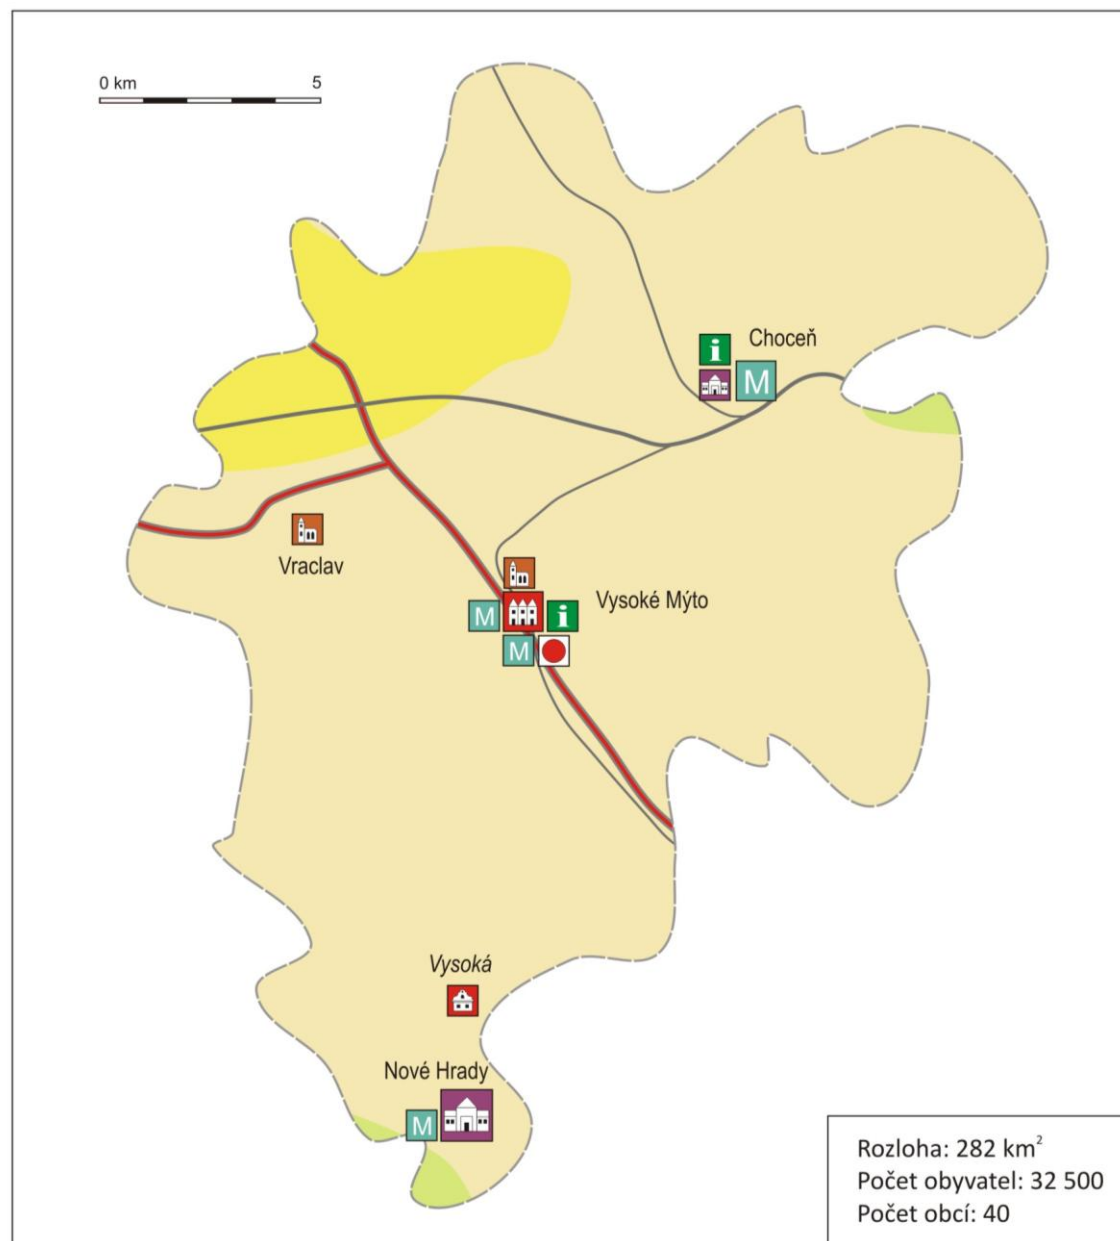 0 km 5
i
Choceň
M
Vraclav
Vysoké Mýto
M
i
M
Vysoká
Nové Hrady
M
Rozloha: 282 km²
Počet obyvatel: 32 500
Počet obcí: 40